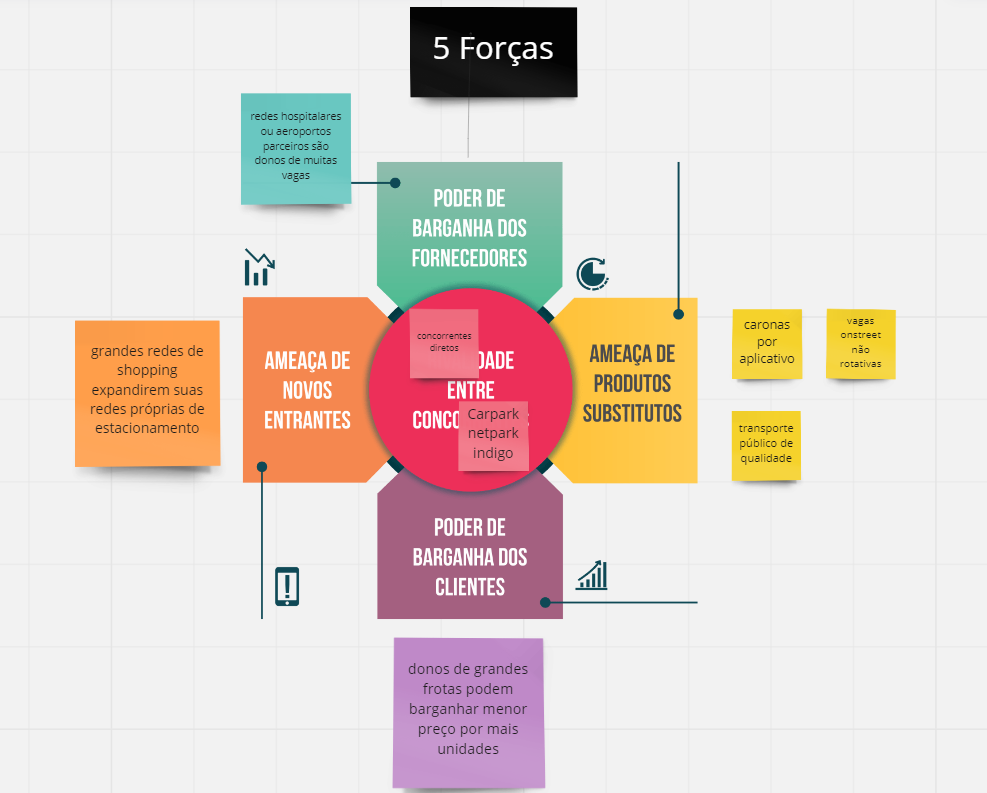 5 Forças
redes hospitalares
ou aeroportos
parceiros são
donos de muitas
vagas
PODER DE
BARGANHA DOS
FORNECEDORES
grandes redes de
shopping
expandirem suas
redes próprias de
estacionamento
AMEAÇA DE
NOVOS
ENTRANTES
concorrentes
diretos
ENTRE
Carpark
netpark
indigo
AMEAÇA DE
PRODUTOS
SUBSTITUTOS
caronas
por
aplicativo
vagas
onstreet
não
rotativas
transporte
público de
qualidade
PODER DE
BARGANHA DOS
CLIENTES
donos de grandes
frotas podem
barganhar menor
preço por mais
unidades